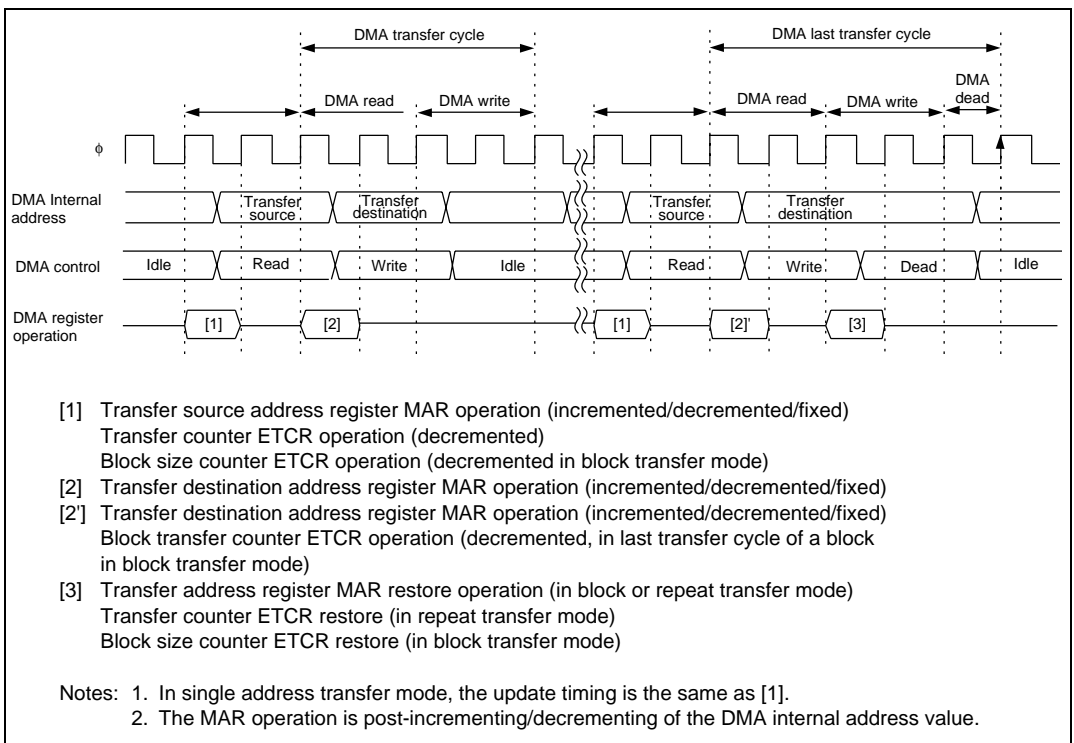 DMA transfer cycle
DMA last transfer cycle
DMA read
DMA write
DMA read
DMA write
DMA
dead
ϕ
DMA Internal
address
Transfer
source
Transfer
destination
Transfer
source
Transfer
destination
DMA control
Idle
Read
Write
Idle
Read
Write
Dead
Idle
DMA register
operation
[1]
[2]
[1]
[2]'
[3]
[1] Transfer source address register MAR operation (incremented/decremented/fixed)
Transfer counter ETCR operation (decremented)
Block size counter ETCR operation (decremented in block transfer mode)
[2] Transfer destination address register MAR operation (incremented/decremented/fixed)
[2'] Transfer destination address register MAR operation (incremented/decremented/fixed)
Block transfer counter ETCR operation (decremented, in last transfer cycle of a block
in block transfer mode)
[3] Transfer address register MAR restore operation (in block or repeat transfer mode)
Transfer counter ETCR restore (in repeat transfer mode)
Block size counter ETCR restore (in block transfer mode)
Notes: 1. In single address transfer mode, the update timing is the same as [1].
2. The MAR operation is post-incrementing/decrementing of the DMA internal address value.